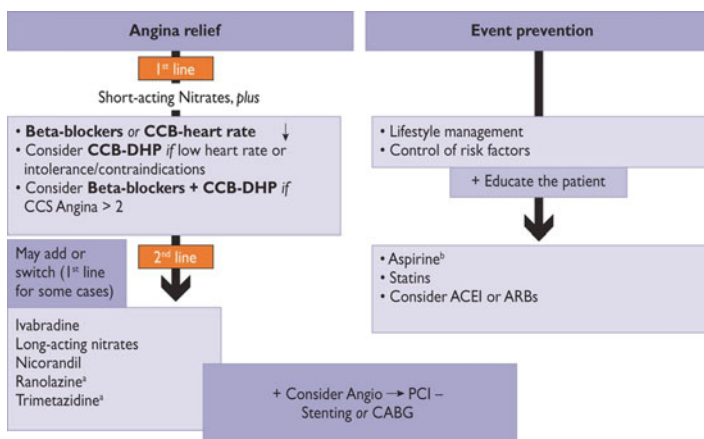 Angina relief
1st line
Short-acting Nitrates, plus
• Beta-blockers or CCB-heart rate ↓
• Consider CCB-DHP if low heart rate or
intolerance/contraindications
• Consider Beta-blockers + CCB-DHP if
CCS Angina > 2
May add or
switch (1st line
for some cases)
2nd line
Ivabradine
Long-acting nitrates
Nicorandil
Ranolazineª
Trimetazidineª
Event prevention
• Lifestyle management
• Control of risk factors
+ Educate the patient
• Aspirineᵇ
• Statins
• Consider ACEI or ARBs
+ Consider Angio → PCI –
Stenting or CABG